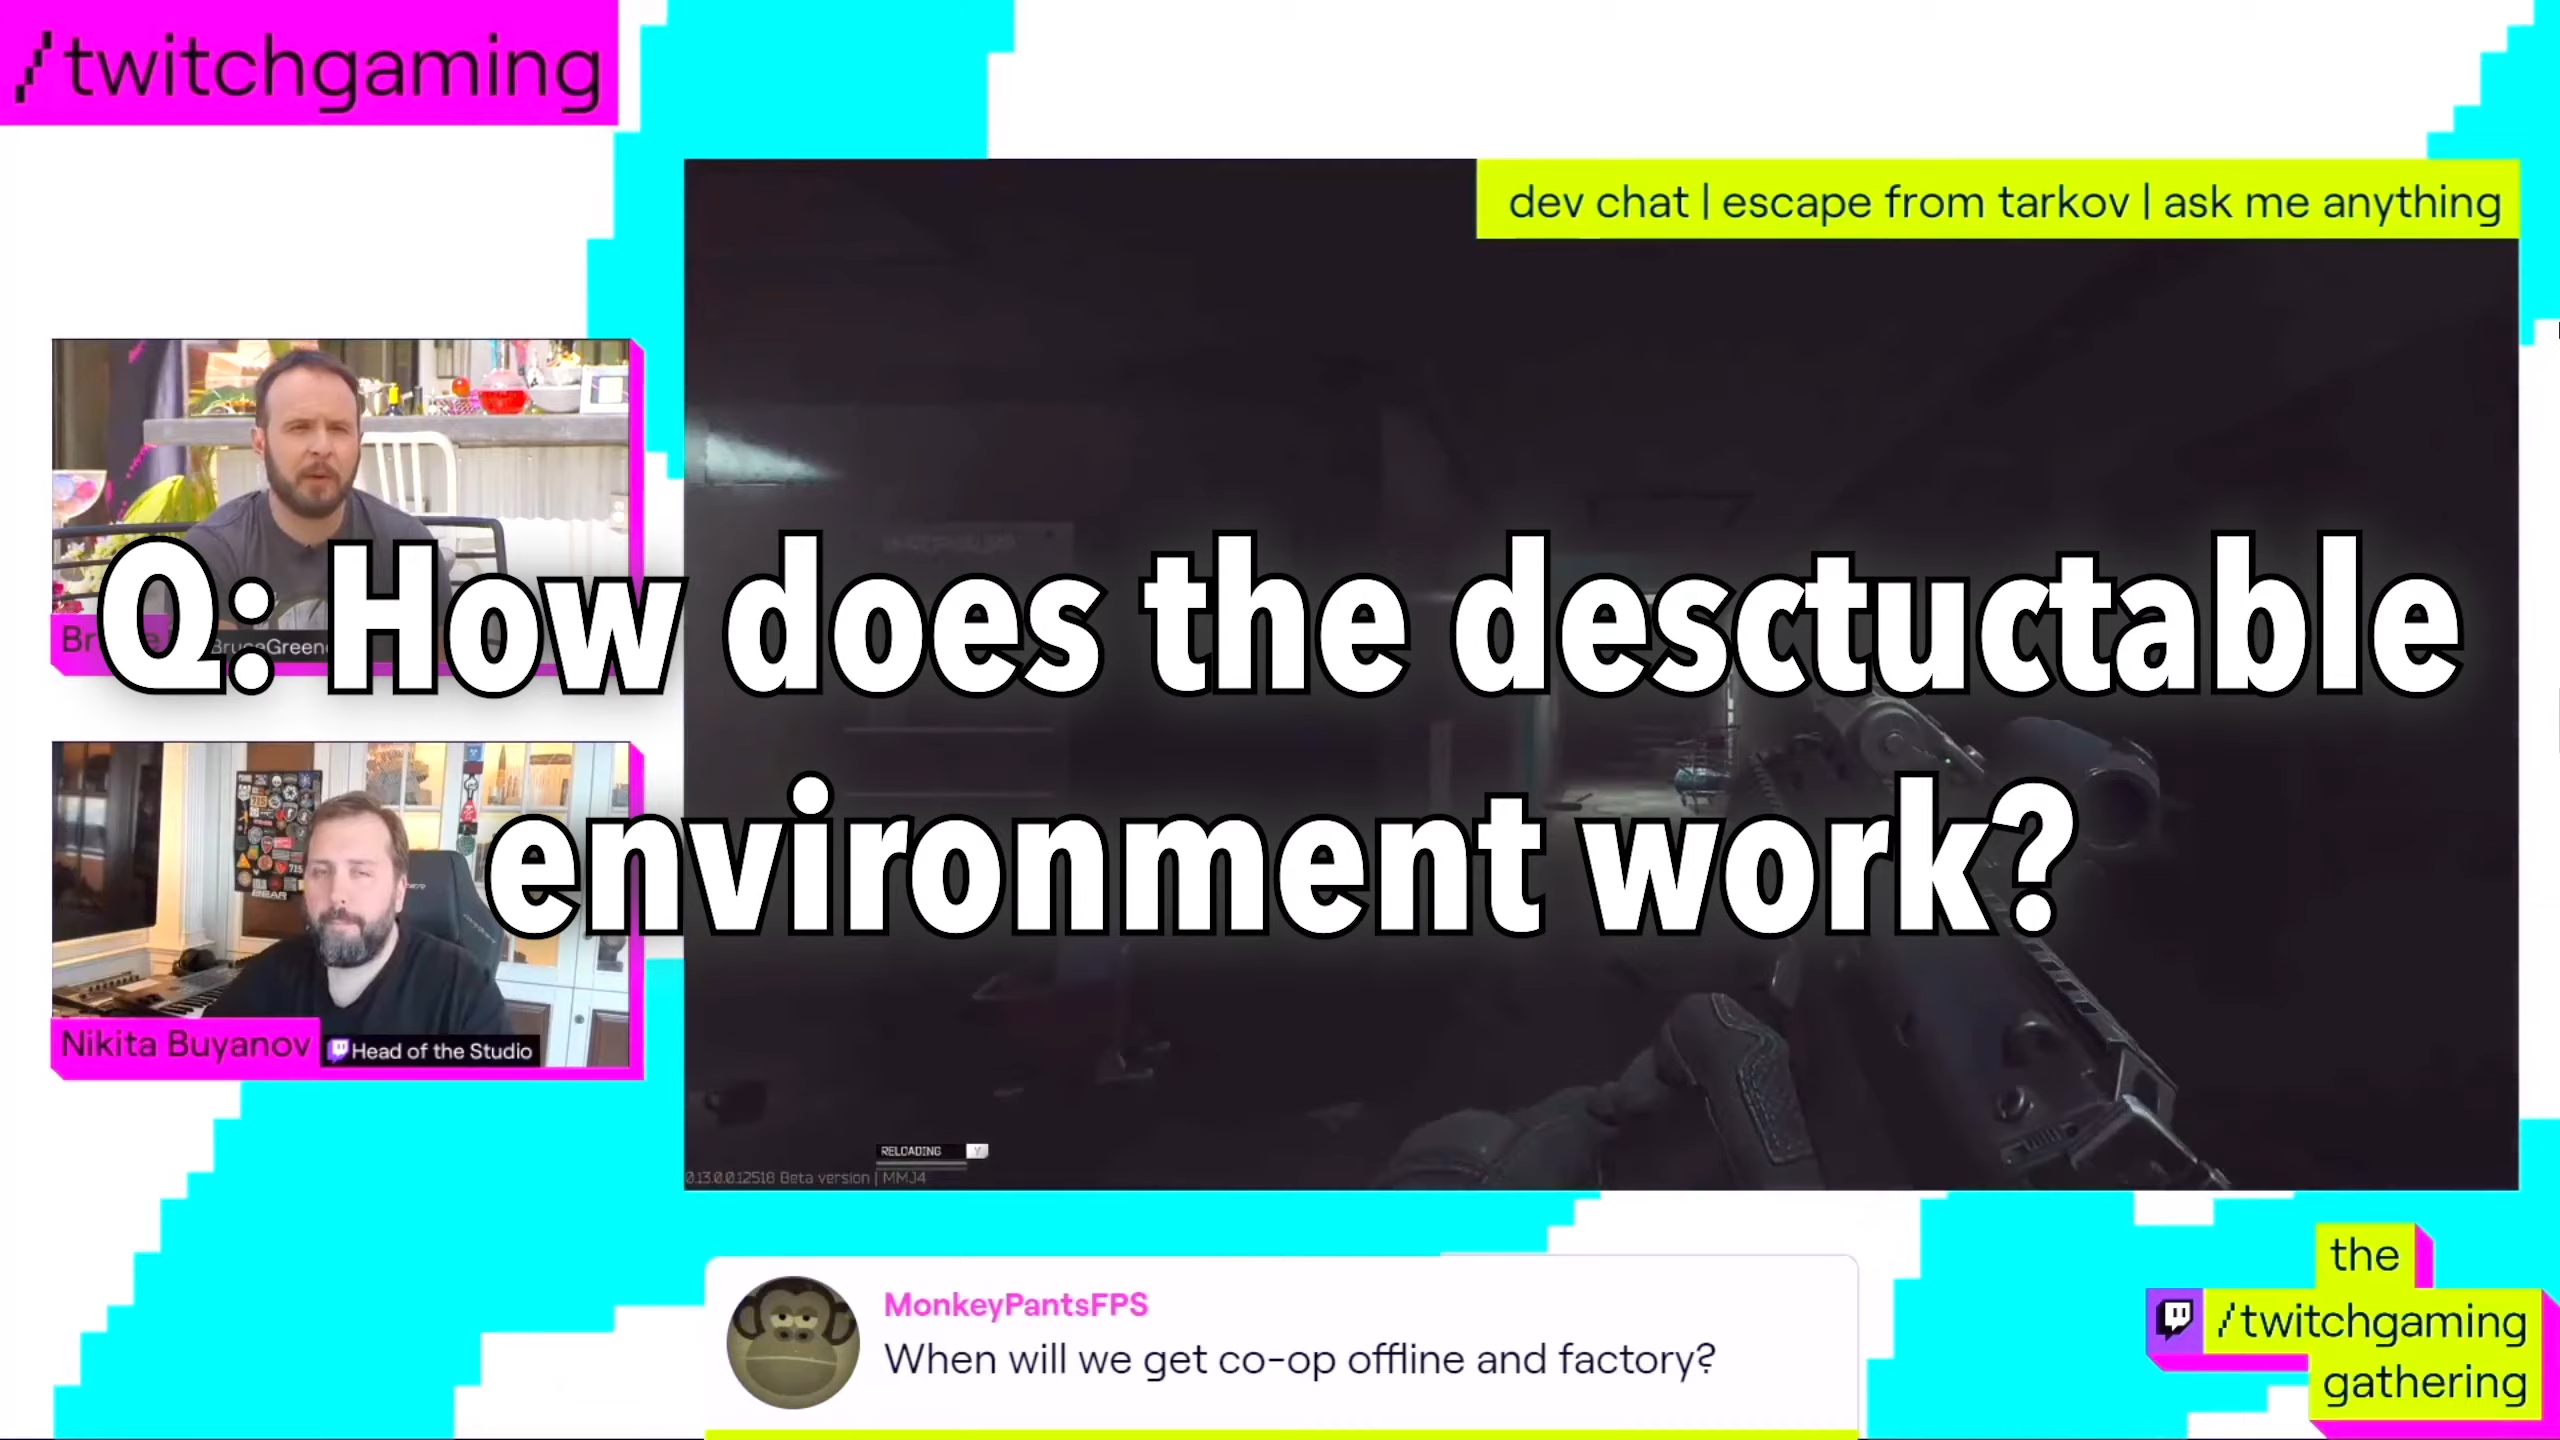 /twitchgaming
dev chat | escape from tarkov | ask me anything
BruceGreene
Q: How does the desctuctable
environment work?
Nikita Buyanov
Head of the Studio
RELOADING Y
0.13.0.0.12518 Beta version | MMJ4
MonkeyPantsFPS
When will we get co-op offline and factory?
the
/twitchgaming
gathering